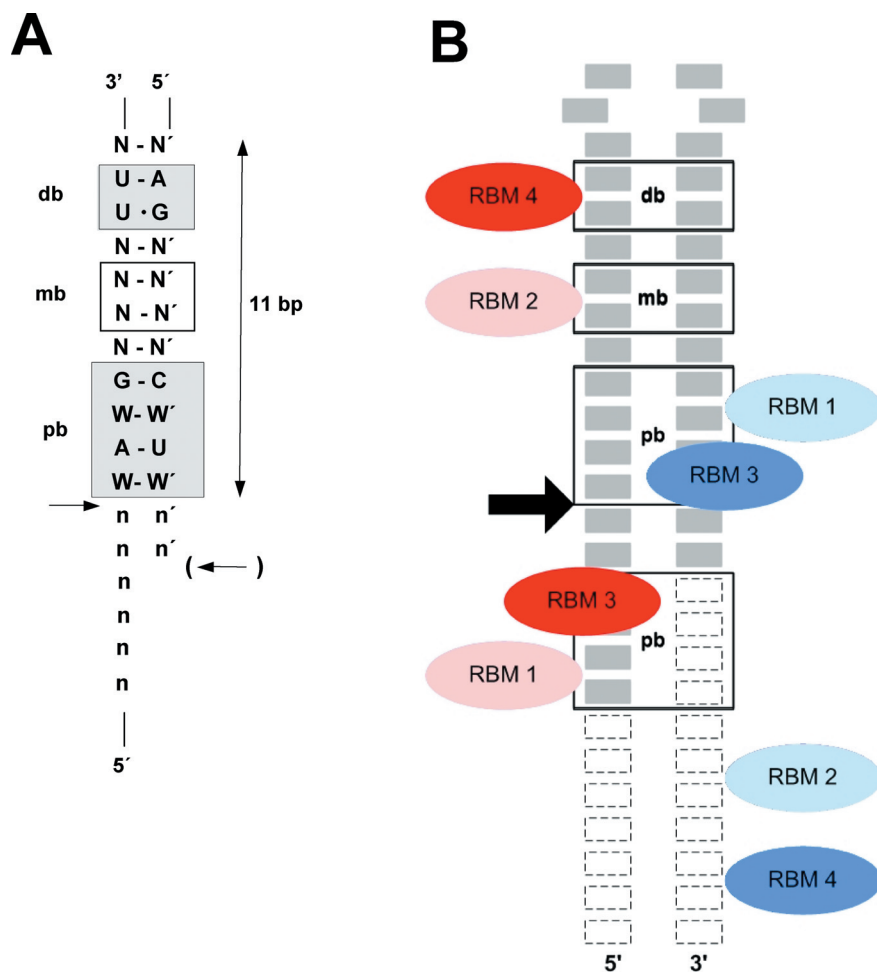 A
3’ 5´
N - N´
db
U - A
U · G
N - N´
mb
N - N´
N - N´
11 bp
N - N´
pb
G - C
W - W´
A - U
W - W´
n n´
n n´
( )
n
n
n
n
5´
B
RBM 4
db
RBM 2
mb
RBM 1
pb
RBM 3
RBM 3
pb
RBM 1
RBM 2
RBM 4
5' 3'